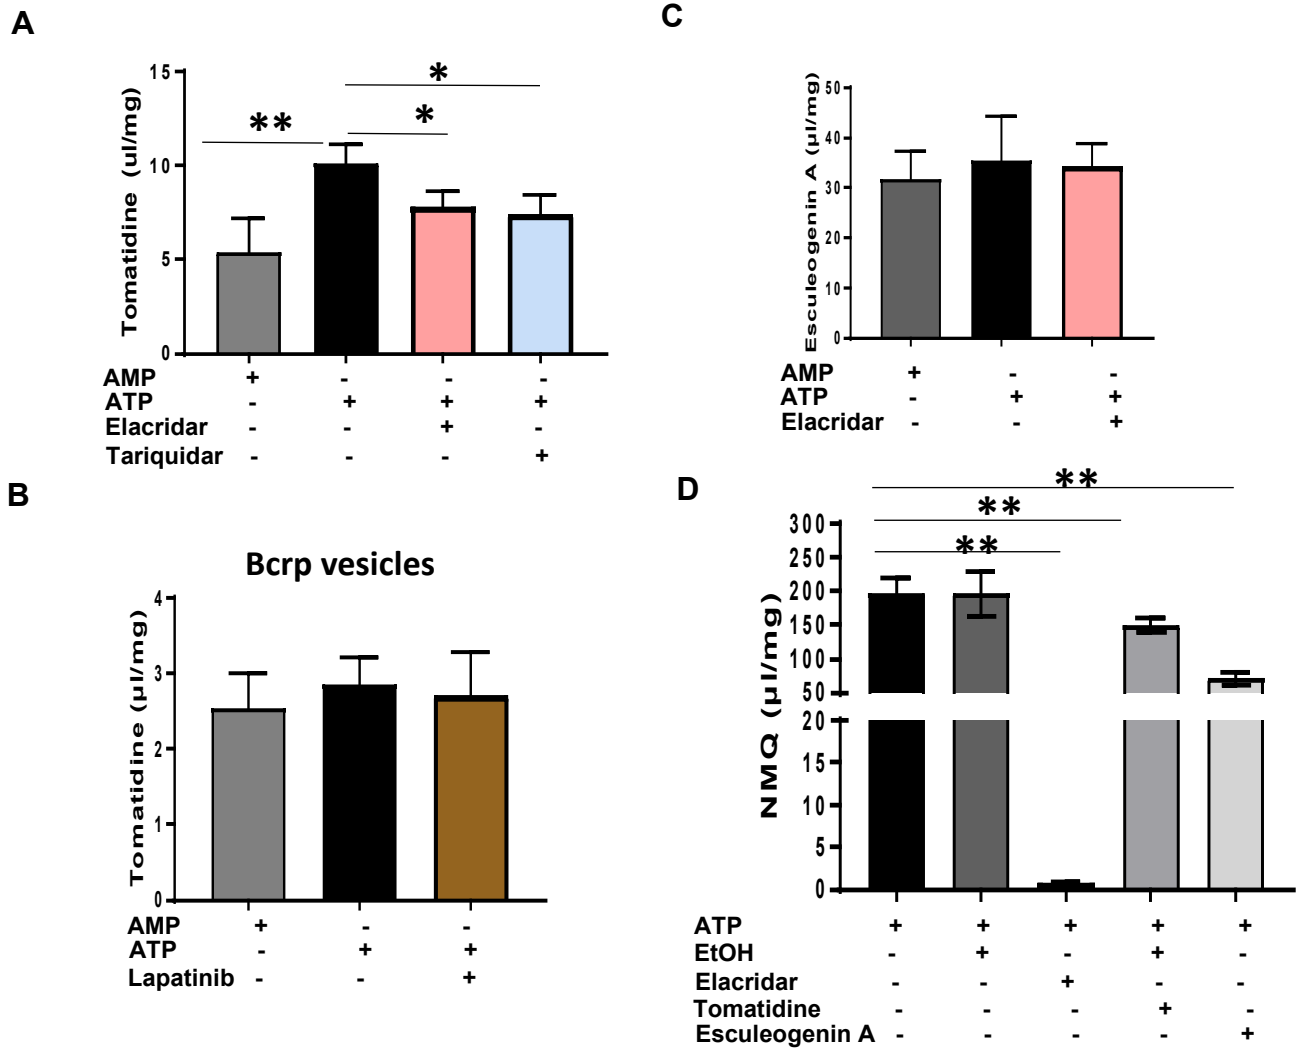 A
**
*
*
Tomatidine (ul/mg)
15
10
5
0
AMP + - - -
ATP - + + +
Elacridar - - + -
Tariquidar - - - +
B
Bcrp vesicles
Tomatidine (µl/mg)
4
3
2
1
0
AMP + - -
ATP - + +
Lapatinib - - +
C
Esculeogenin A (µl/mg)
50
40
30
20
10
0
AMP + - -
ATP - + +
Elacridar - - +
D
**
**
**
NMQ (µl/mg)
300
250
200
150
100
50
20
15
10
5
0
ATP + + + + +
EtOH - + - + -
Elacridar - - + - -
Tomatidine - - - + -
Esculeogenin A - - - - +